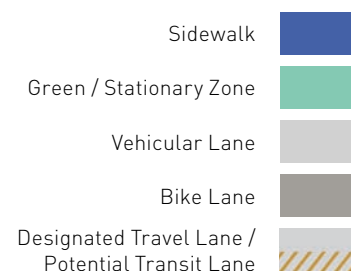 Sidewalk
Green / Stationary Zone
Vehicular Lane
Bike Lane
Designated Travel Lane /
Potential Transit Lane